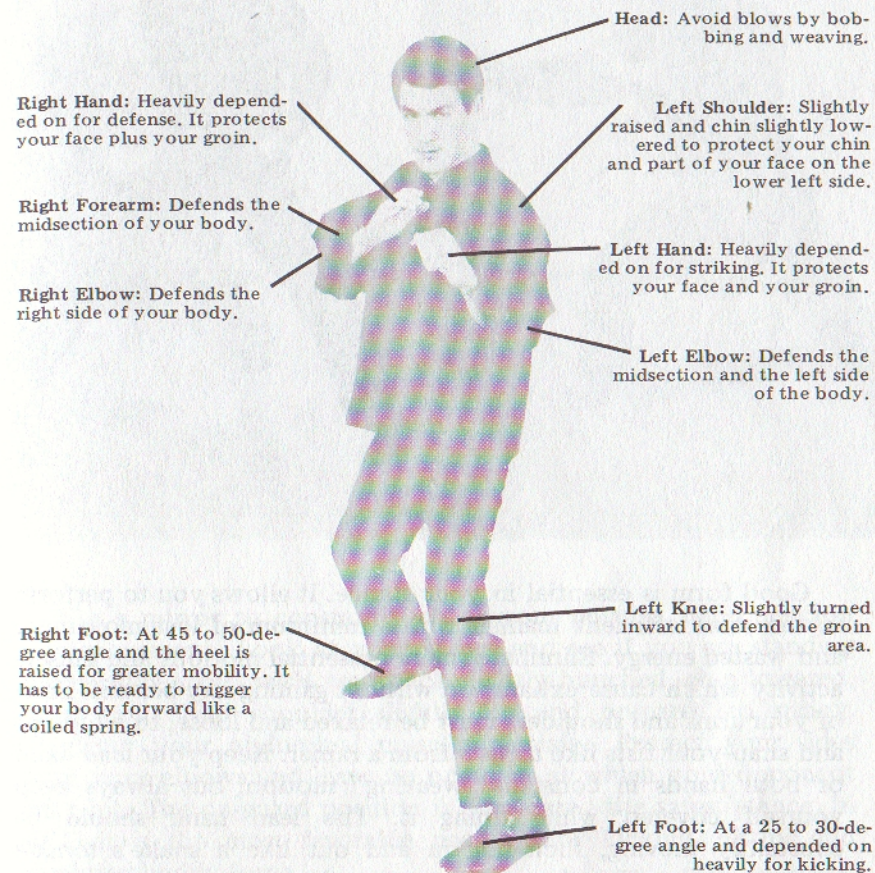 Head: Avoid blows by bob-
bing and weaving.
Right Hand: Heavily depend-
ed on for defense. It protects
your face plus your groin.
Left Shoulder: Slightly
raised and chin slightly low-
ered to protect your chin
and part of your face on the
lower left side.
Right Forearm: Defends the
midsection of your body.
Left Hand: Heavily depend-
ed on for striking. It protects
your face and your groin.
Right Elbow: Defends the
right side of your body.
Left Elbow: Defends the
midsection and the left side
of the body.
Left Knee: Slightly turned
inward to defend the groin
area.
Right Foot: At 45 to 50-de-
gree angle and the heel is
raised for greater mobility. It
has to be ready to trigger
your body forward like a
coiled spring.
Left Foot: At a 25 to 30-de-
gree angle and depended on
heavily for kicking.